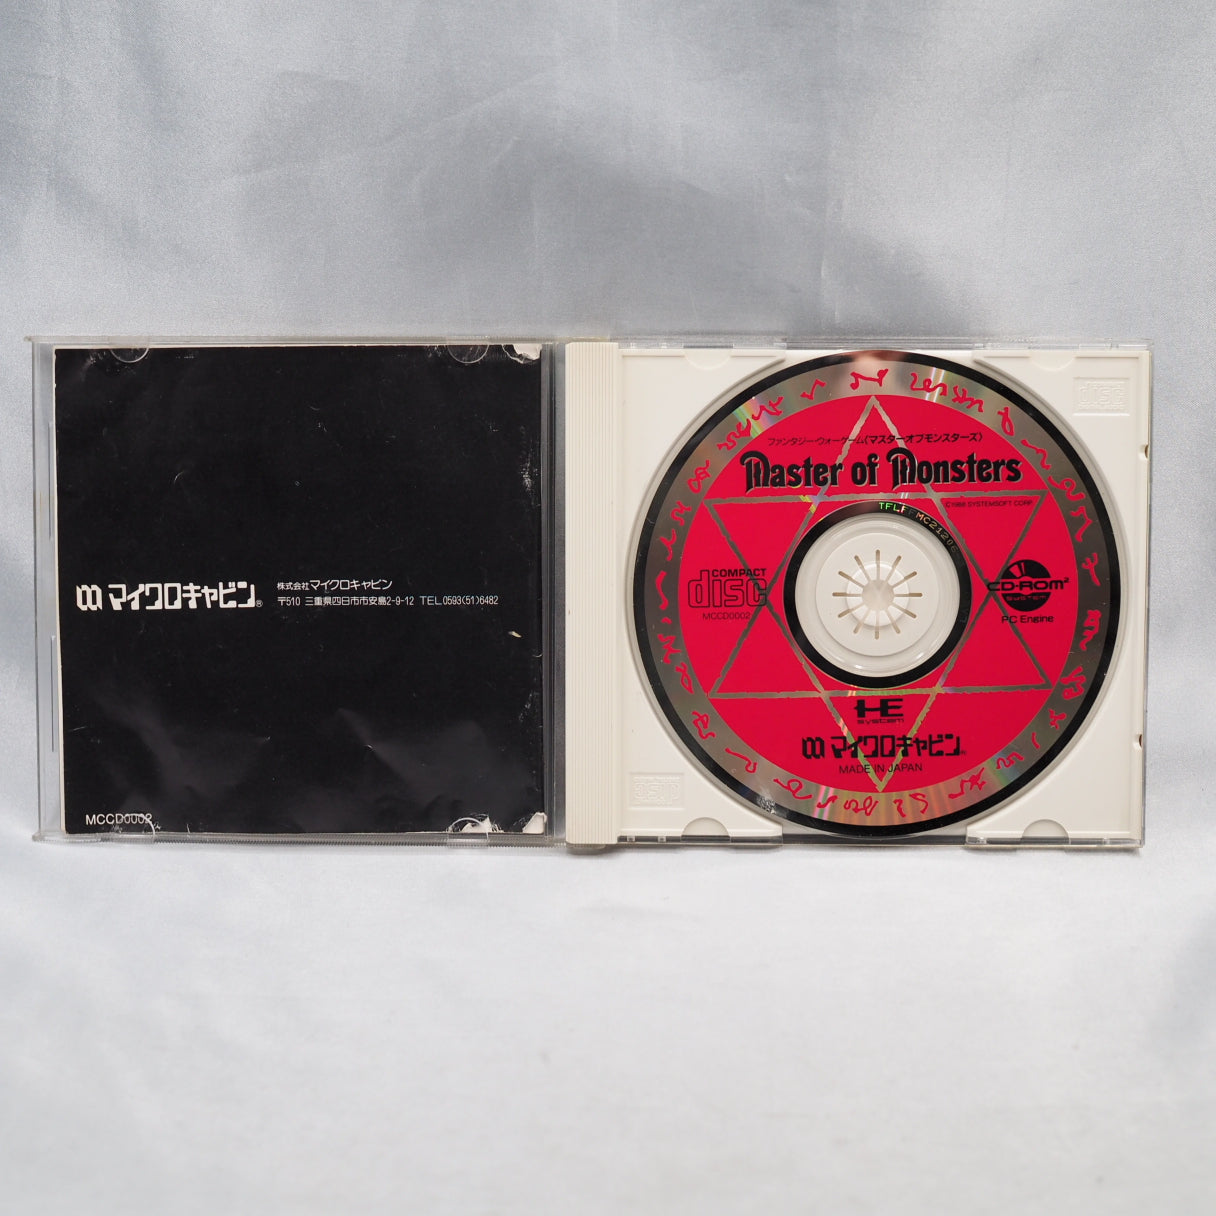 マイクロキャビン®
株式会社マイクロキャビン
〒510 三重県四日市市安島2-9-12 TEL.0593(51)6482
MCCD0002
ファンタジー・ウォーゲーム〈マスターオブモンスターズ〉
Master of Monsters
C1988 SYSTEMSOFT CORP.
COMPACT
disc
MCCD0002
CD-ROM²
SYSTEM
PC Engine
HE
system
マイクロキャビン®
MADE IN JAPAN